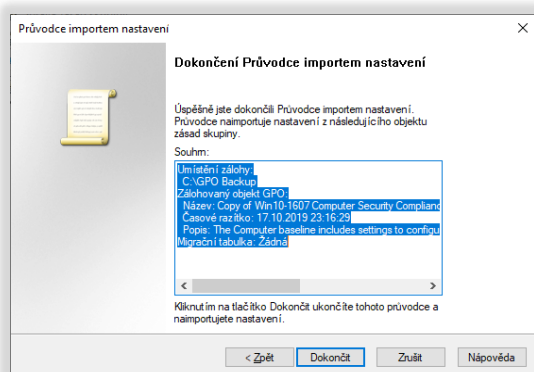 Průvodce importem nastavení
Dokončení Průvodce importem nastavení
Úspěšně jste dokončili Průvodce importem nastavení.
Průvodce naimportuje nastavení z následujícího objektu
zásad skupiny.
Souhrn:
Umístění zálohy:
C:\GPO Backup
Zálohovaný objekt GPO:
Název: Copy of Win10-1607 Computer Security Complianc
Časové razítko: 17.10.2019 23:16:29
Popis: The Computer baseline includes settings to configu
Migrační tabulka: Žádná
Kliknutím na tlačítko Dokončit ukončíte tohoto průvodce a
naimportujete nastavení.
< Zpět Dokončit Zrušit Nápověda